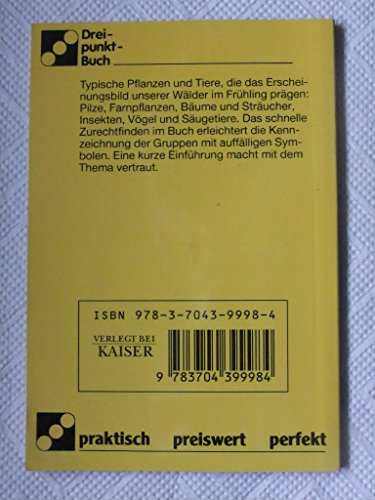 Drei-
punkt-
Buch
Typische Pflanzen und Tiere, die das Erschei-
nungsbild unserer Wälder im Frühling prägen:
Pilze, Farnpflanzen, Bäume und Sträucher,
Insekten, Vögel und Säugetiere. Das schnelle
Zurechtfinden im Buch erleichtert die Kenn-
zeichnung der Gruppen mit auffälligen Sym-
bolen. Eine kurze Einführung macht mit dem
Thema vertraut.
ISBN 978-3-7043-9998-4
VERLEGT BEI
KAISER
9 783704 399984
praktisch preiswert perfekt